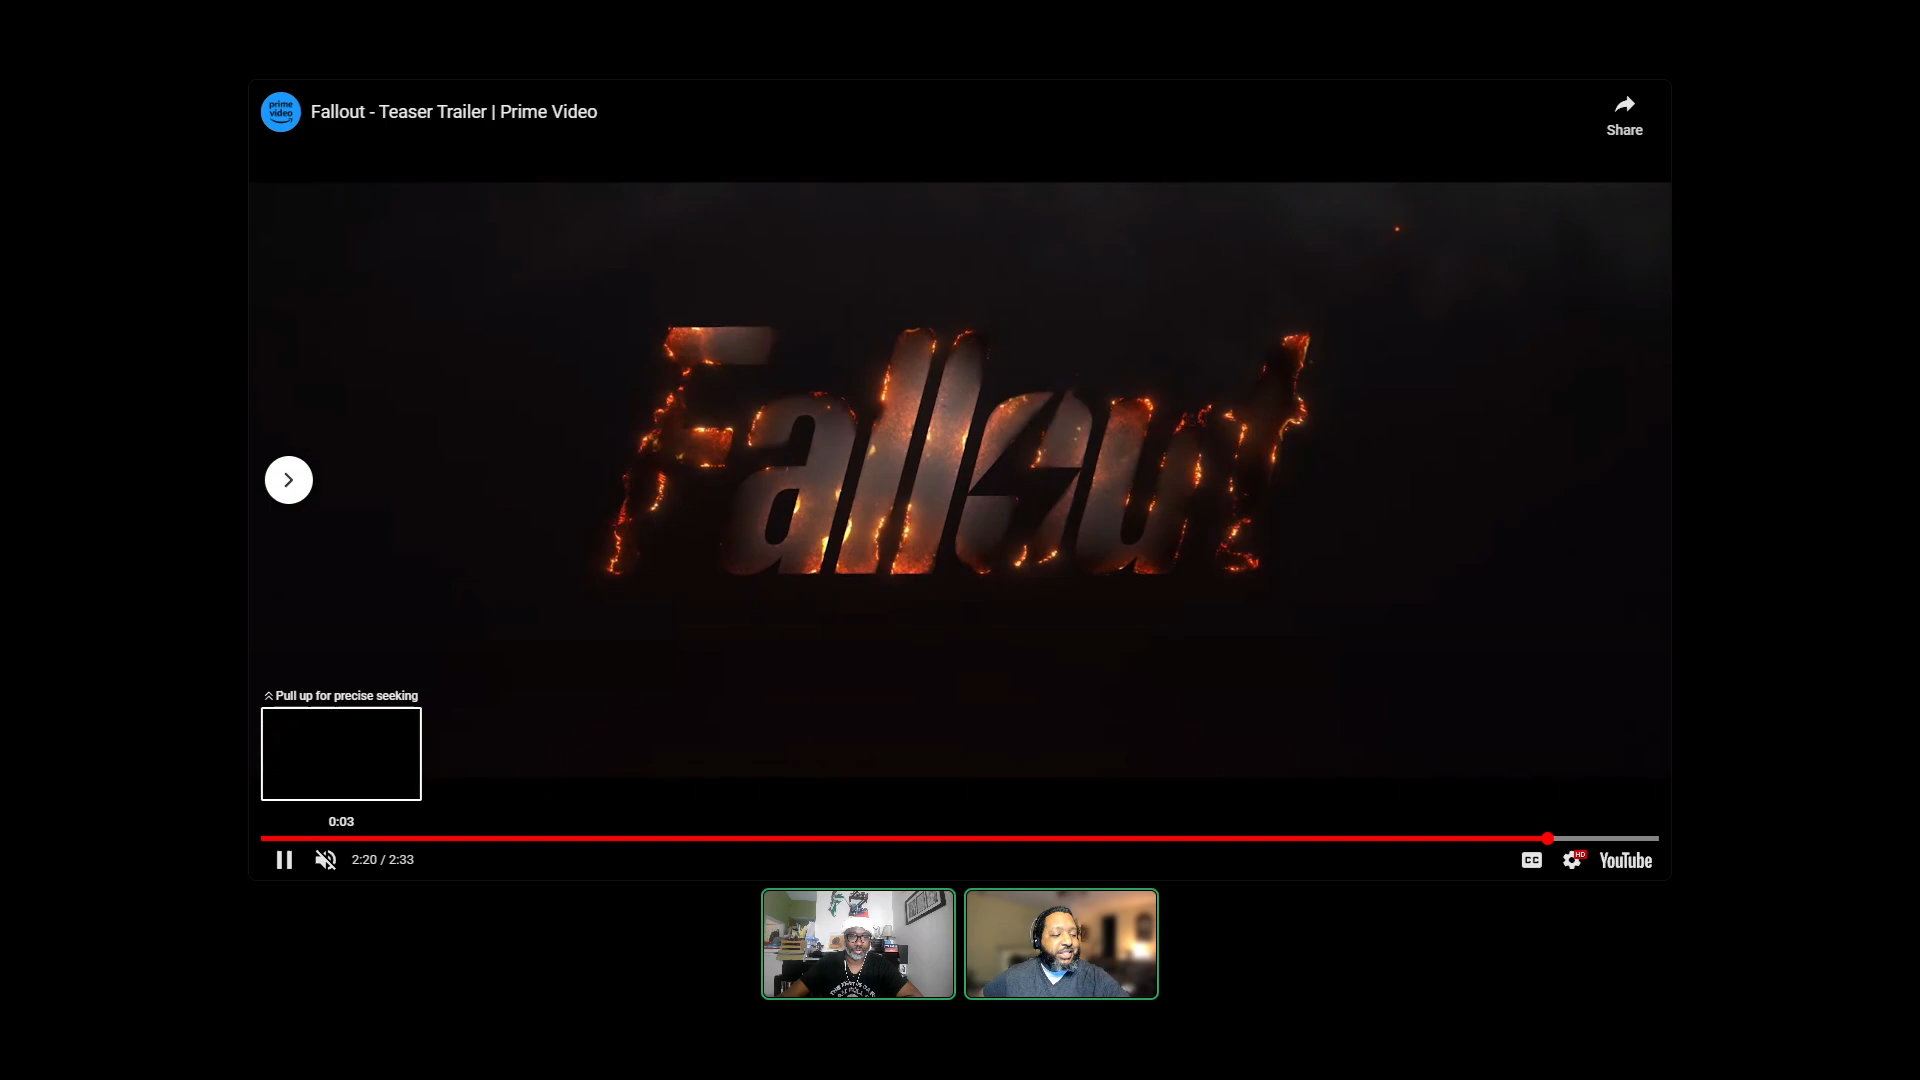 prime
video
Fallout - Teaser Trailer | Prime Video
Share
Fallout
Pull up for precise seeking
0:03
2:20 / 2:33
CC
HD
YouTube